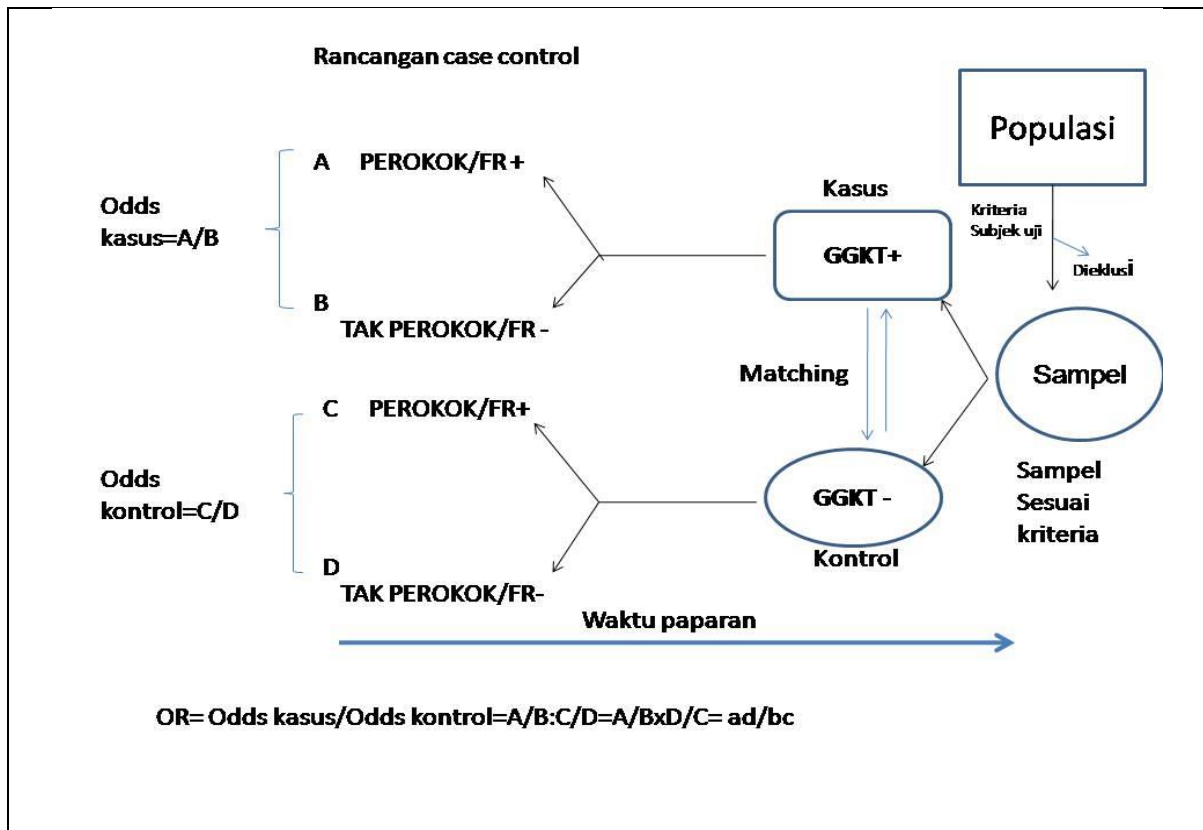 Rancangan case control
Populasi
A PEROKOK/FR +
Kasus
Kriteria
Subjek uji
Odds
kasus=A/B
GGKT+
Dieklusi
B
TAK PEROKOK/FR -
Matching
Sampel
C PEROKOK/FR+
Odds
kontrol=C/D
GGKT -
Sampel
Sesuai
kriteria
Kontrol
D
TAK PEROKOK/FR-
Waktu paparan
OR= Odds kasus/Odds kontrol=A/B:C/D=A/BxD/C= ad/bc